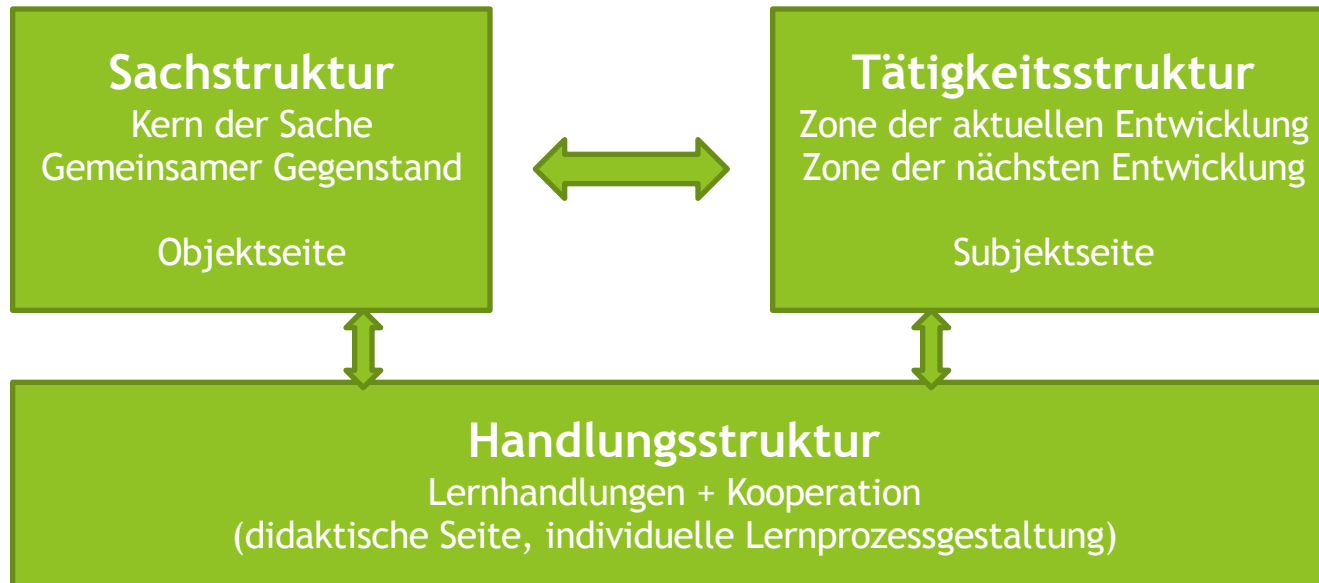 Sachstruktur
Kern der Sache
Gemeinsamer Gegenstand
Objektseite
Tätigkeitsstruktur
Zone der aktuellen Entwicklung
Zone der nächsten Entwicklung
Subjektseite
Handlungsstruktur
Lernhandlungen + Kooperation
(didaktische Seite, individuelle Lernprozessgestaltung)